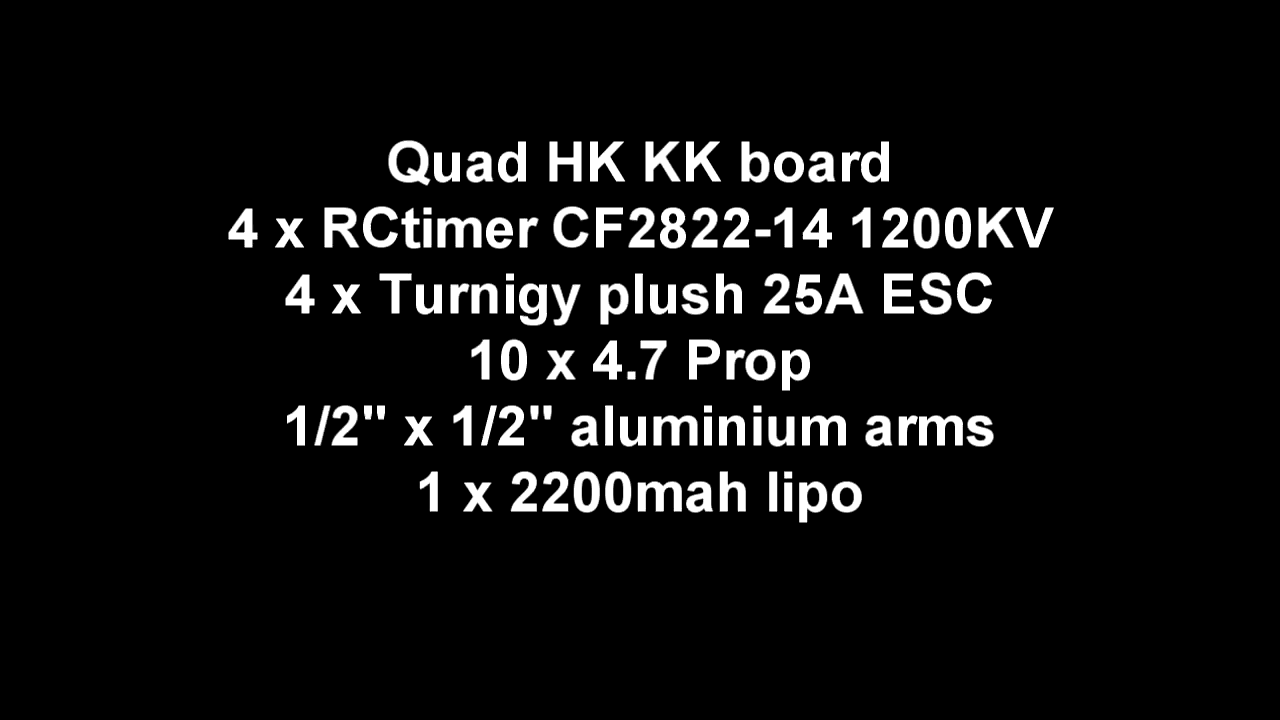 Quad HK KK board
4 x RCtimer CF2822-14 1200KV
4 x Turnigy plush 25A ESC
10 x 4.7 Prop
1/2" x 1/2" aluminium arms
1 x 2200mah lipo